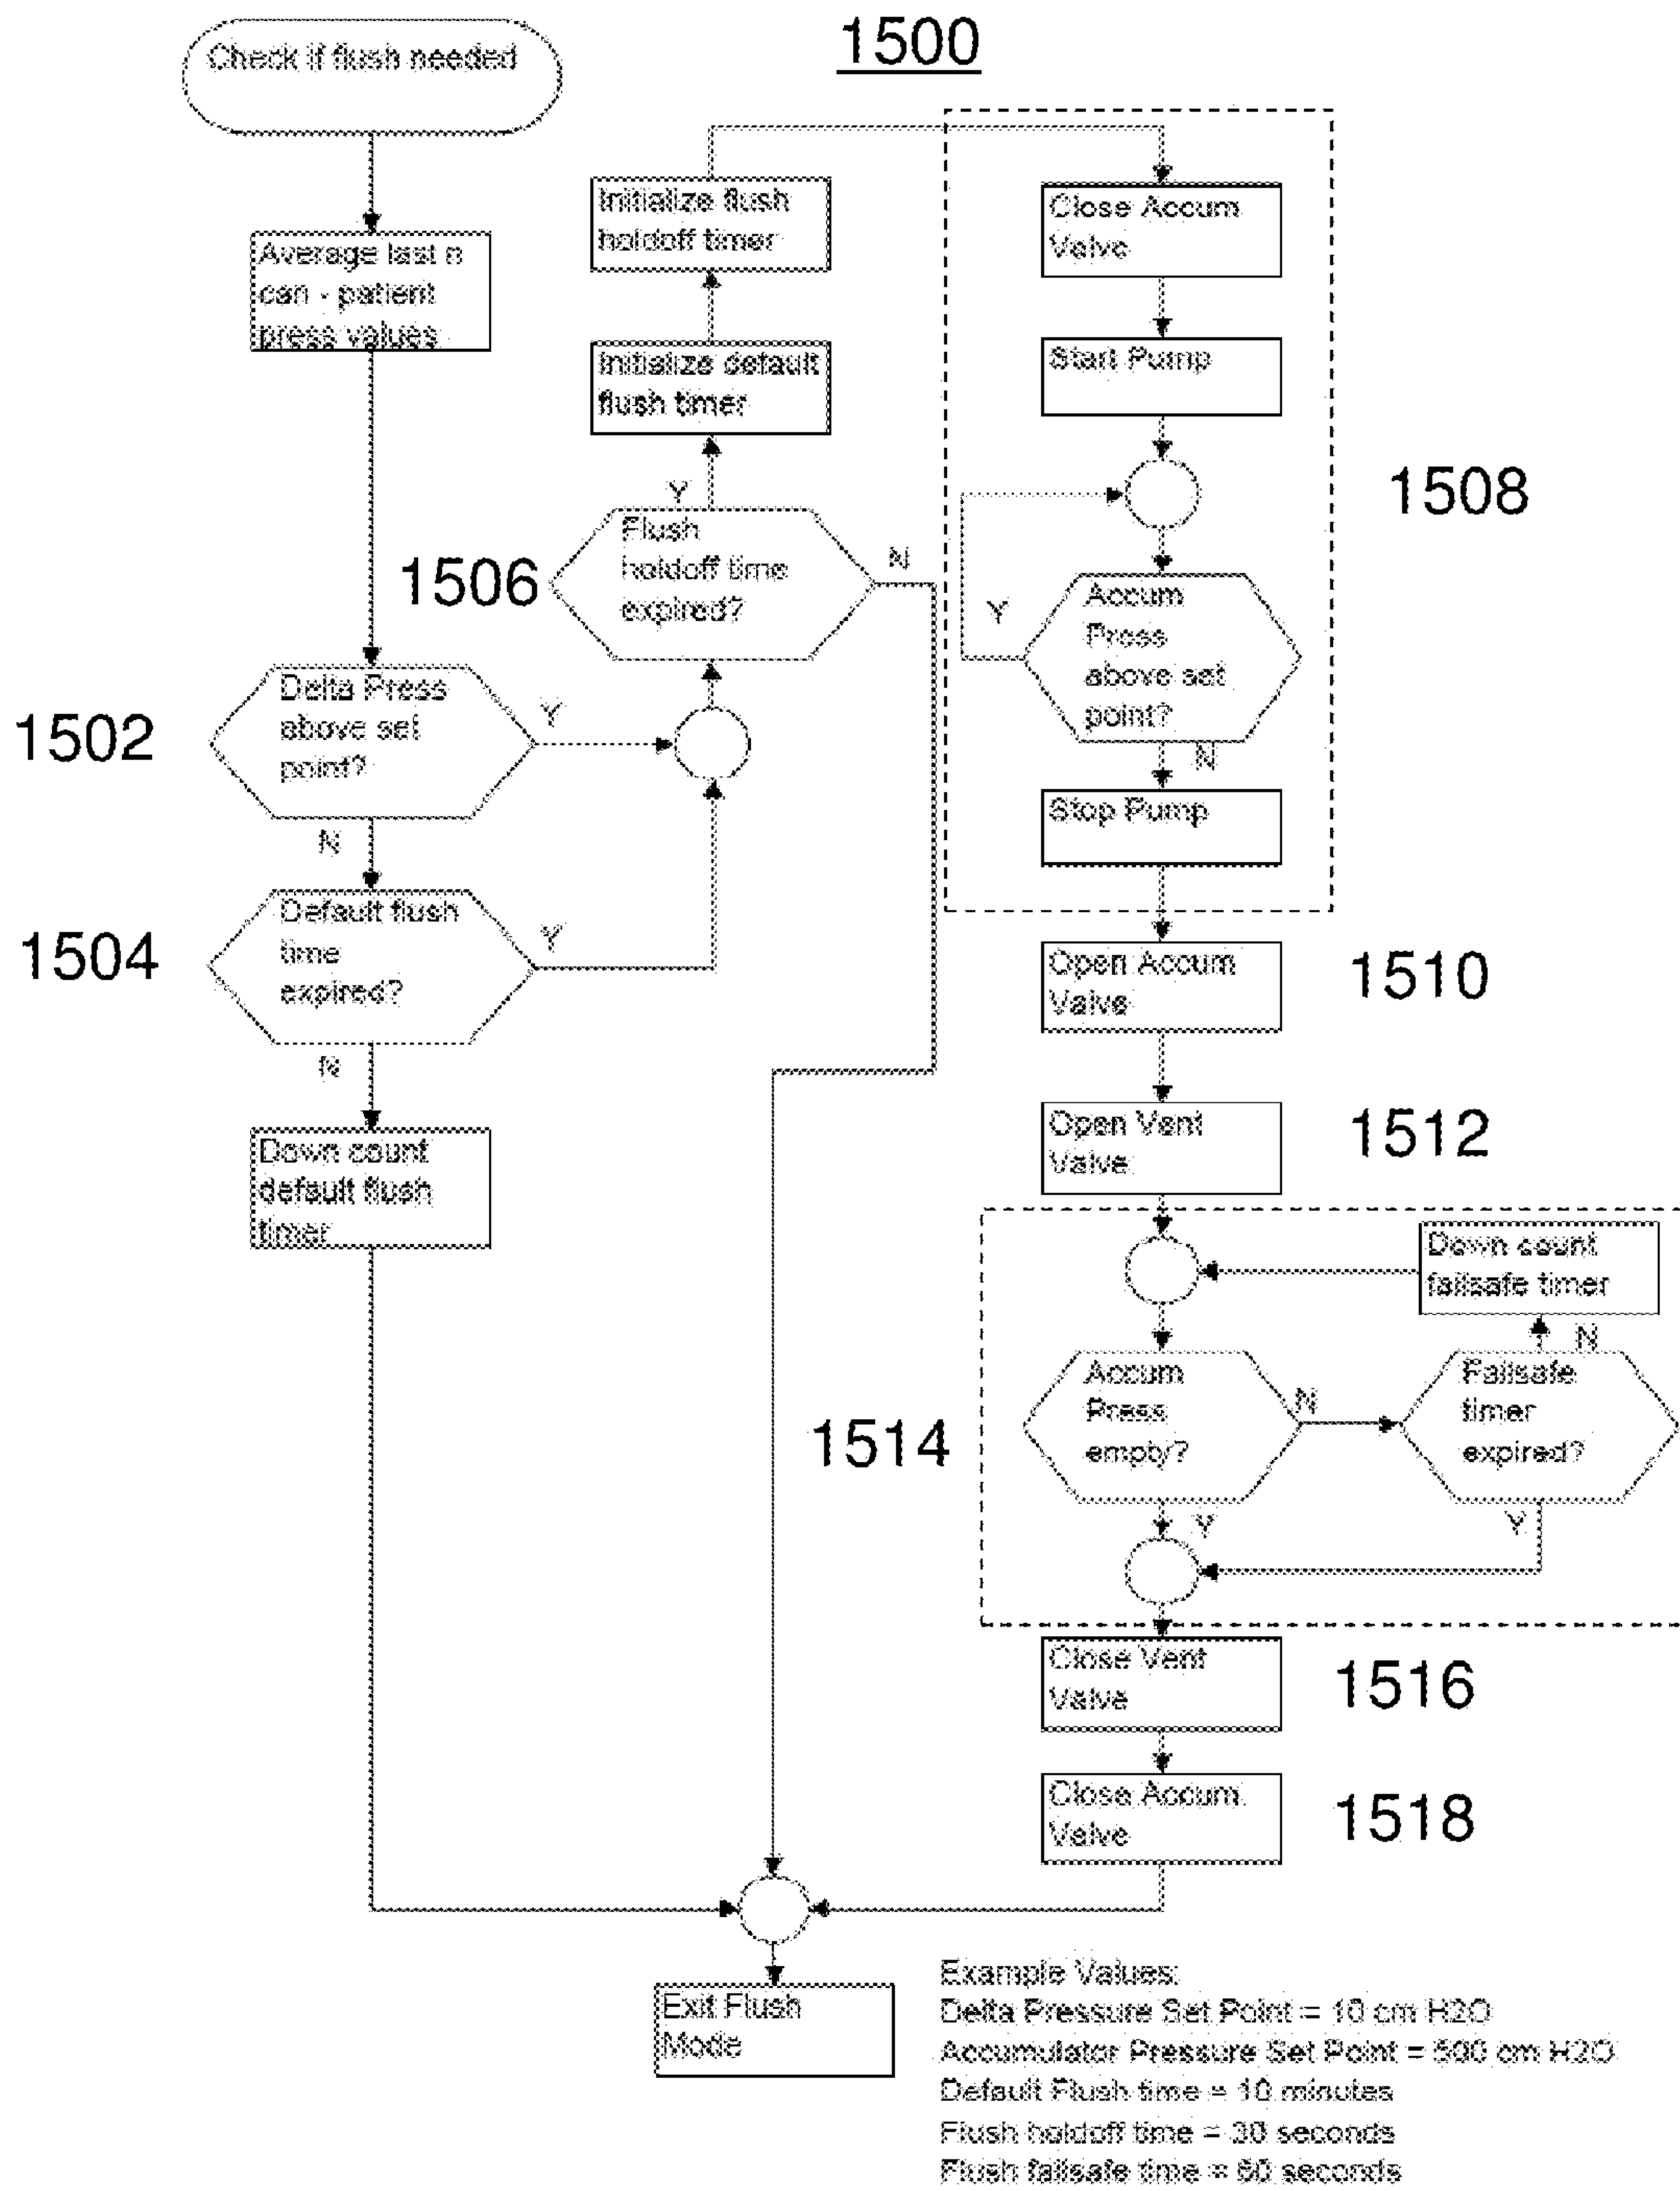 1500
Check if flush needed
Average last n
can - patient
press values
1502
Delta Press
above set
point?
Y
N
1504
Default flush
time
expired?
Y
N
Down count
default flush
timer
1506
Flush
holdoff time
expired?
Y
N
Initialize default
flush timer
Initialize flush
holdoff timer
1508
Close Accum
Valve
Start Pump
Accum
Press
above set
point?
Y
N
Stop Pump
Open Accum
Valve
1510
Open Vent
Valve
1512
1514
Accum
Press
empty?
N
Y
Failsafe
timer
expired?
N
Y
Down count
failsafe timer
Close Vent
Valve
1516
Close Accum
Valve
1518
Exit Flush
Mode
Example Values:
Delta Pressure Set Point = 10 cm H2O
Accumulator Pressure Set Point = 500 cm H2O
Default Flush time = 10 minutes
Flush holdoff time = 30 seconds
Flush failsafe time = seconds